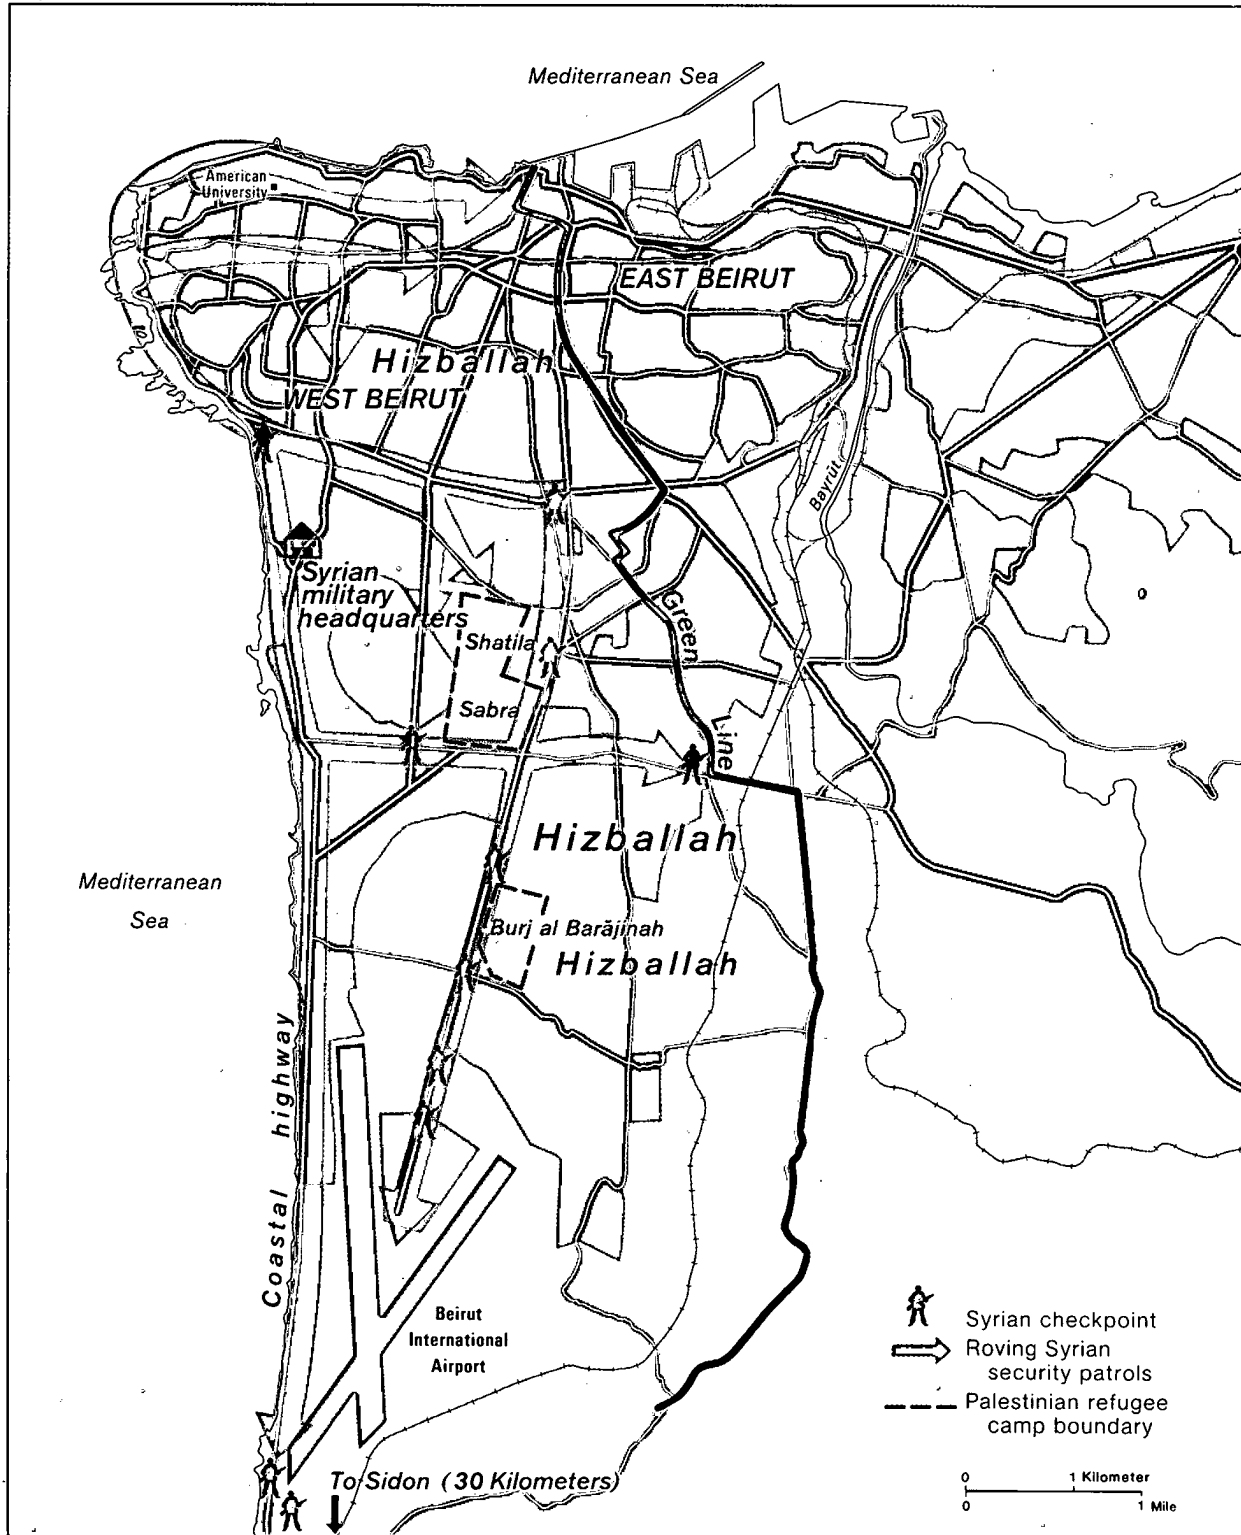 Mediterranean Sea
American
University
EAST BEIRUT
Hizballah
WEST BEIRUT
Bayrūt
Syrian
military
headquarters
Green
Shatila
Sabra
Line
Hizballah
Mediterranean
Sea
Burj al Barājinah
Hizballah
Coastal highway
Beirut
International
Airport
Syrian checkpoint
Roving Syrian
security patrols
Palestinian refugee
camp boundary
To Sidon (30 Kilometers)
0 1 Kilometer
0 1 Mile